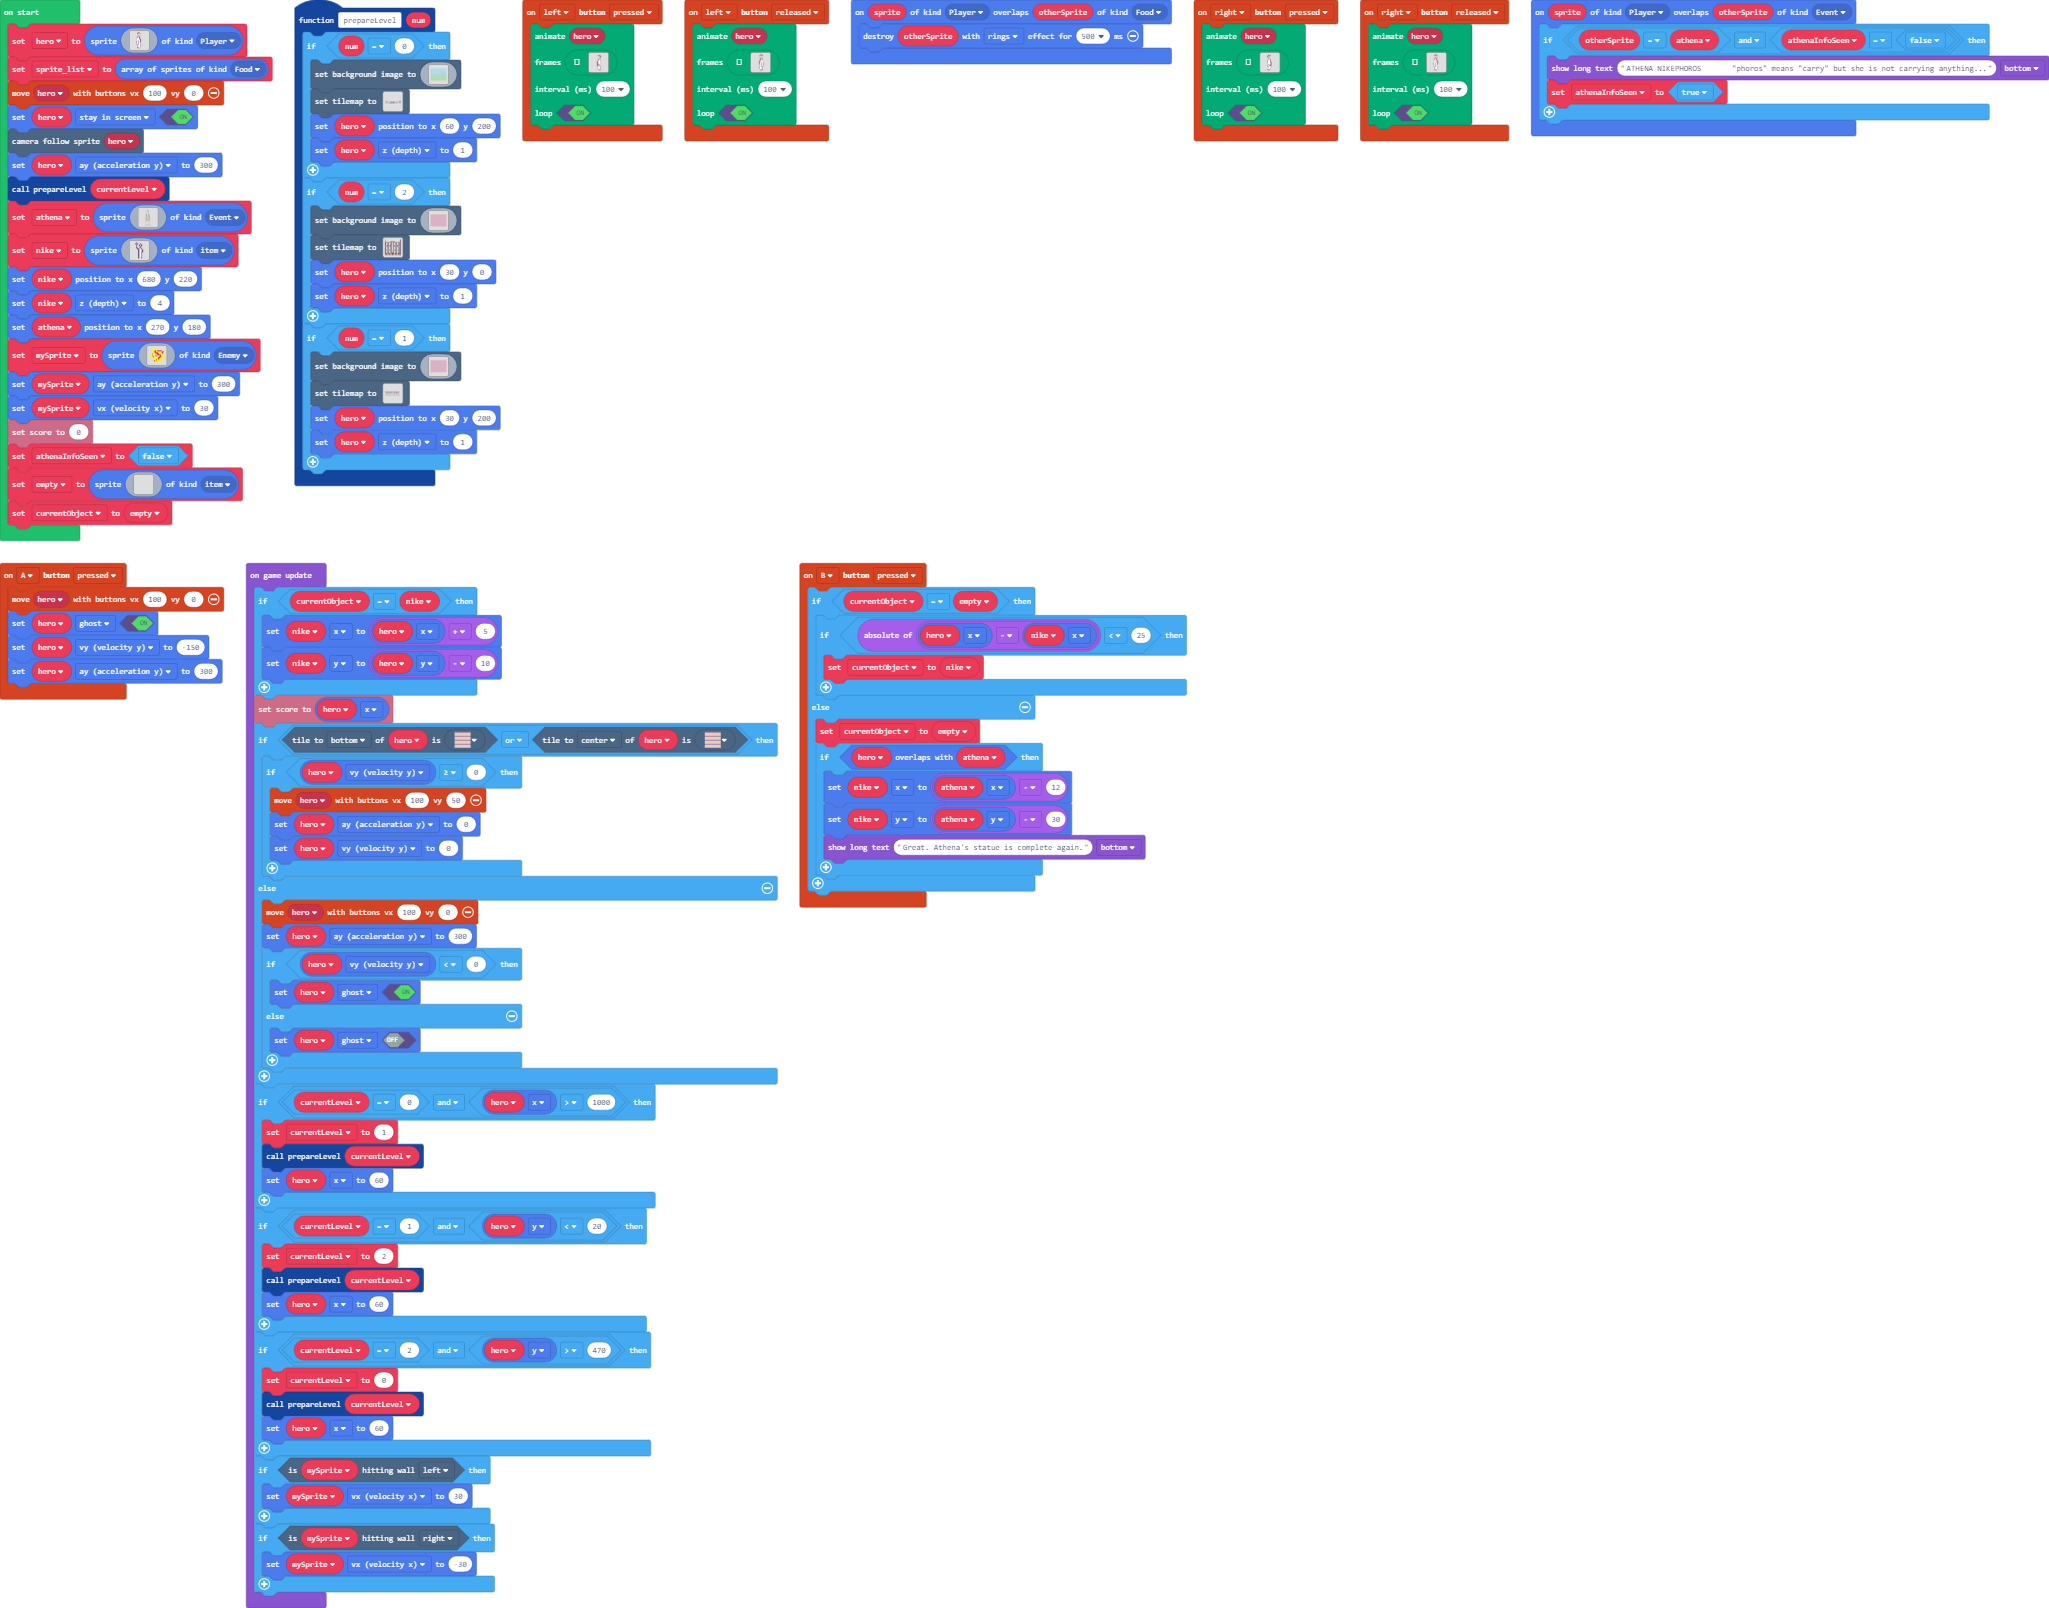 on start
set hero to sprite of kind Player
set sprite_list to array of sprites of kind Food
move hero with buttons vx 100 vy 0
set hero stay in screen ON
camera follow sprite hero
set hero ay (acceleration y) to 300
call prepareLevel currentLevel
set athena to sprite of kind Event
set nike to sprite of kind item
set nike position to x 680 y 220
set nike z (depth) to 4
set athena position to x 270 y 180
set mySprite to sprite of kind Enemy
set mySprite ay (acceleration y) to 300
set mySprite vx (velocity x) to 30
set score to 0
set athenaInfoSeen to false
set empty to sprite of kind item
set currentObject to empty
function prepareLevel num
if num = 0 then
set background image to
set tilemap to
set hero position to x 60 y 200
set hero z (depth) to 1
if num = 2 then
set background image to
set tilemap to
set hero position to x 30 y 0
set hero z (depth) to 1
if num = 1 then
set background image to
set tilemap to
set hero position to x 30 y 200
set hero z (depth) to 1
on left button pressed
animate hero
frames
interval (ms) 100
loop ON
on left button released
animate hero
frames
interval (ms) 100
loop ON
on sprite of kind Player overlaps otherSprite of kind Food
destroy otherSprite with rings effect for 500 ms
on right button pressed
animate hero
frames
interval (ms) 100
loop ON
on right button released
animate hero
frames
interval (ms) 100
loop ON
on sprite of kind Player overlaps otherSprite of kind Event
if otherSprite = athena and athenaInfoSeen = false then
show long text "ATHENA NIKEPHOROS "phoros" means "carry" but she is not carrying anything..." bottom
set athenaInfoSeen to true
on A button pressed
move hero with buttons vx 100 vy 0
set hero ghost ON
set hero vy (velocity y) to -150
set hero ay (acceleration y) to 300
on game update
if currentObject = nike then
set nike x to hero x + 5
set nike y to hero y - 10
set score to hero x
if tile to bottom of hero is or tile to center of hero is then
if hero vy (velocity y) ≥ 0 then
move hero with buttons vx 100 vy 50
set hero ay (acceleration y) to 0
set hero vy (velocity y) to 0
else
move hero with buttons vx 100 vy 0
set hero ay (acceleration y) to 300
if hero vy (velocity y) < 0 then
set hero ghost ON
else
set hero ghost OFF
if currentLevel = 0 and hero x > 1000 then
set currentLevel to 1
call prepareLevel currentLevel
set hero x to 60
if currentLevel = 1 and hero y < 20 then
set currentLevel to 2
call prepareLevel currentLevel
set hero x to 60
if currentLevel = 2 and hero y > 470 then
set currentLevel to 0
call prepareLevel currentLevel
set hero x to 60
if is mySprite hitting wall left then
set mySprite vx (velocity x) to 30
if is mySprite hitting wall right then
set mySprite vx (velocity x) to -30
on B button pressed
if currentObject = empty then
if absolute of hero x - nike x < 25 then
set currentObject to nike
else
set currentObject to empty
if hero overlaps with athena then
set nike x to athena x - 12
set nike y to athena y - 30
show long text "Great. Athena's statue is complete again." bottom